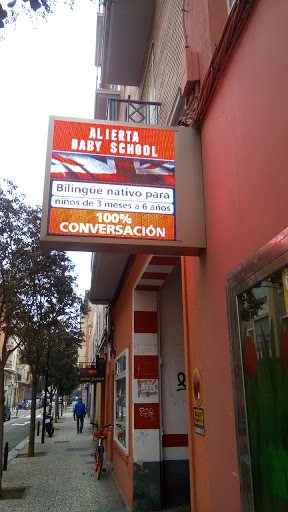 ALIERTA
BABY SCHOOL
Bilingüe nativo para
niños de 3 meses a 6 años
100%
CONVERSACIÓN